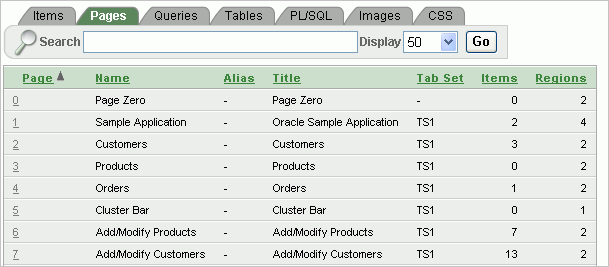 Items Pages Queries Tables PL/SQL Images CSS
Search Display 50 Go
Page Name Alias Title Tab Set Items Regions
0 Page Zero - Page Zero - 0 2
1 Sample Application - Oracle Sample Application TS1 2 4
2 Customers - Customers TS1 3 2
3 Products - Products TS1 0 2
4 Orders - Orders TS1 1 2
5 Cluster Bar - Cluster Bar TS1 0 1
6 Add/Modify Products - Add/Modify Products TS1 7 2
7 Add/Modify Customers - Add/Modify Customers TS1 13 2